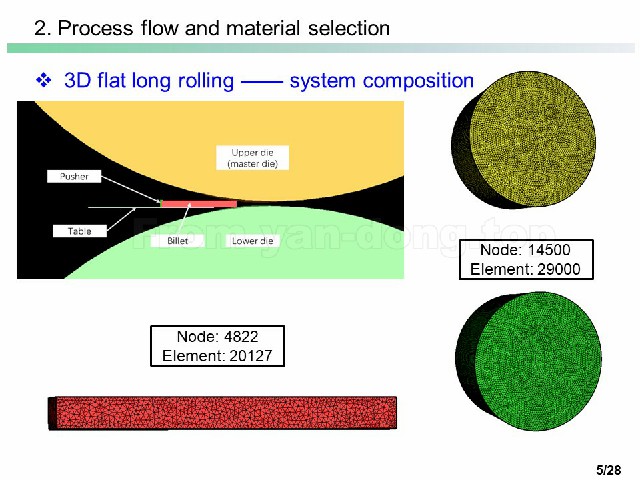 2. Process flow and material selection
❖ 3D flat long rolling —— system composition
Upper die
(master die)
Pusher
Table
Billet
Lower die
From yan-dong.top
Node: 14500
Element: 29000
Node: 4822
Element: 20127
5/28